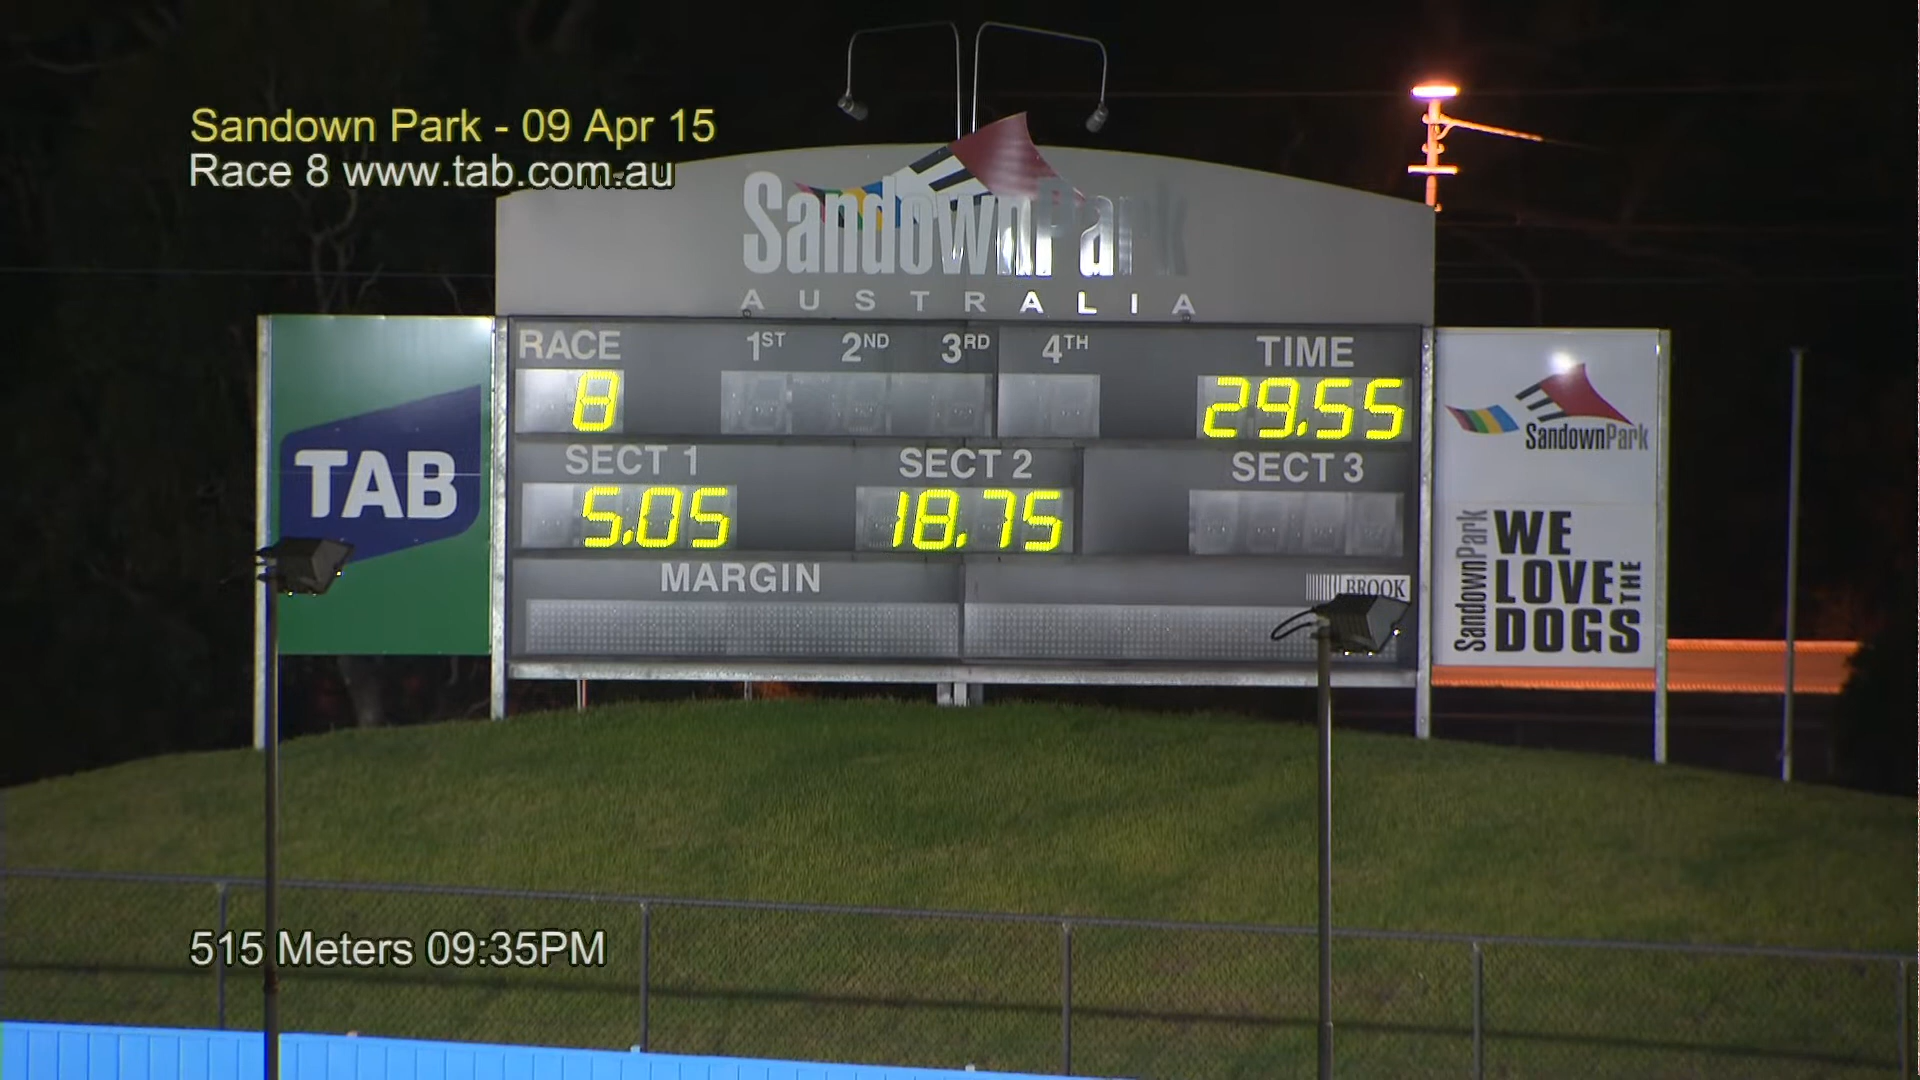 Sandown Park - 09 Apr 15
Race 8 www.tab.com.au
SandownPark
AUSTRALIA
RACE 1ST 2ND 3RD 4TH TIME
8 29.55
SECT 1 SECT 2 SECT 3
5.05 18.75
MARGIN
BROOK
TAB
SandownPark
SandownPark
WE
LOVE THE
DOGS
515 Meters 09:35PM